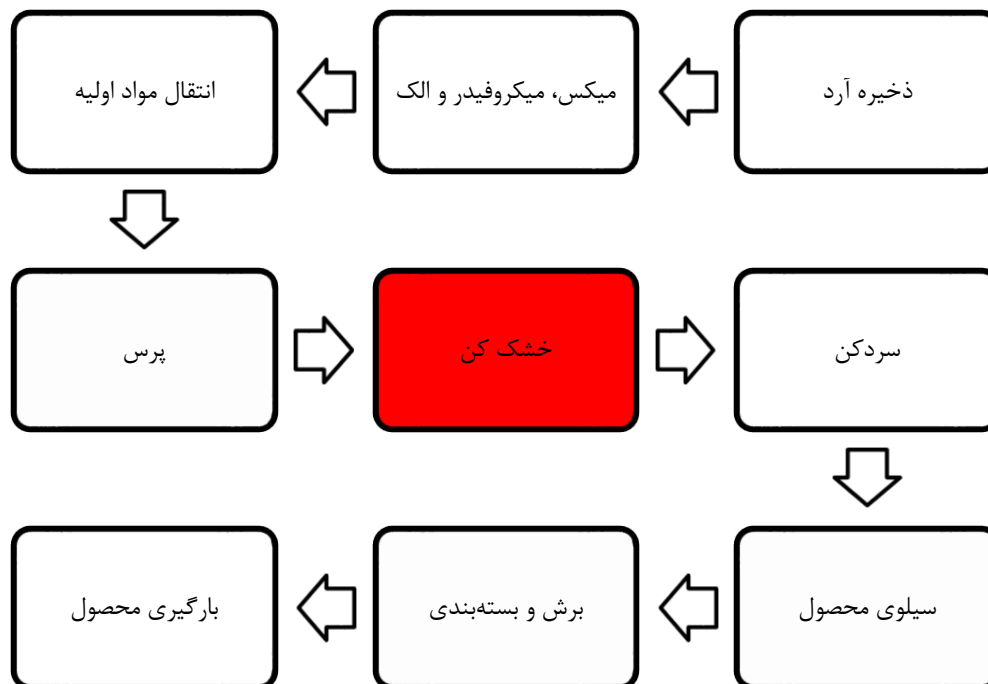 ذخیره آرد
میکس، میکروفیدر و الک
انتقال مواد اولیه
پرس
خشک کن
سردکن
سیلوی محصول
برش و بسته‌بندی
بارگیری محصول